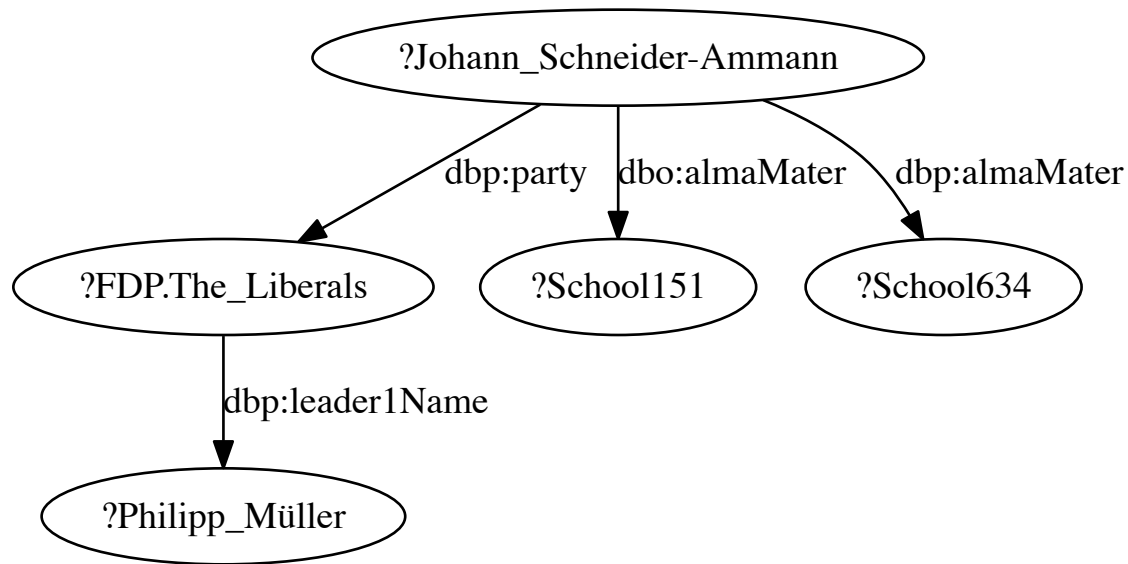 ?Johann_Schneider-Ammann
dbp:party
dbo:almaMater
dbp:almaMater
?FDP.The_Liberals
?School151
?School634
dbp:leader1Name
?Philipp_Müller